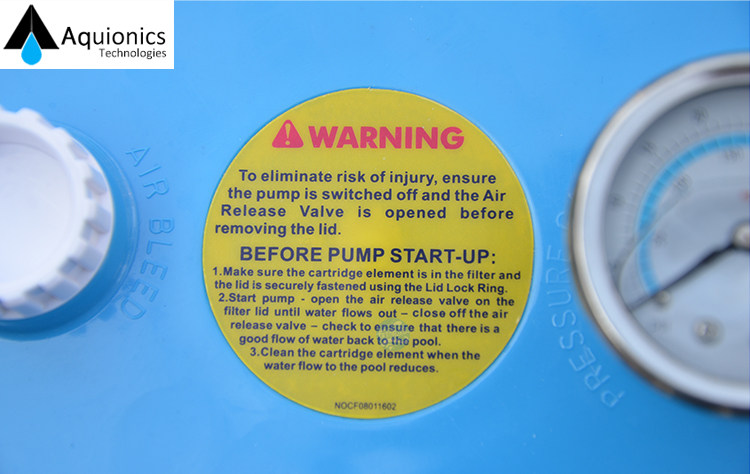 Aquionics
Technologies
AIR BLEED
WARNING
To eliminate risk of injury, ensure
the pump is switched off and the Air
Release Valve is opened before
removing the lid.
BEFORE PUMP START-UP:
1.Make sure the cartridge element is in the filter and
the lid is securely fastened using the Lid Lock Ring.
2.Start pump - open the air release valve on the
filter lid until water flows out – close off the air
release valve – check to ensure that there is a
good flow of water back to the pool.
3.Clean the cartridge element when the
water flow to the pool reduces.
NOCF08011602
PRESSURE